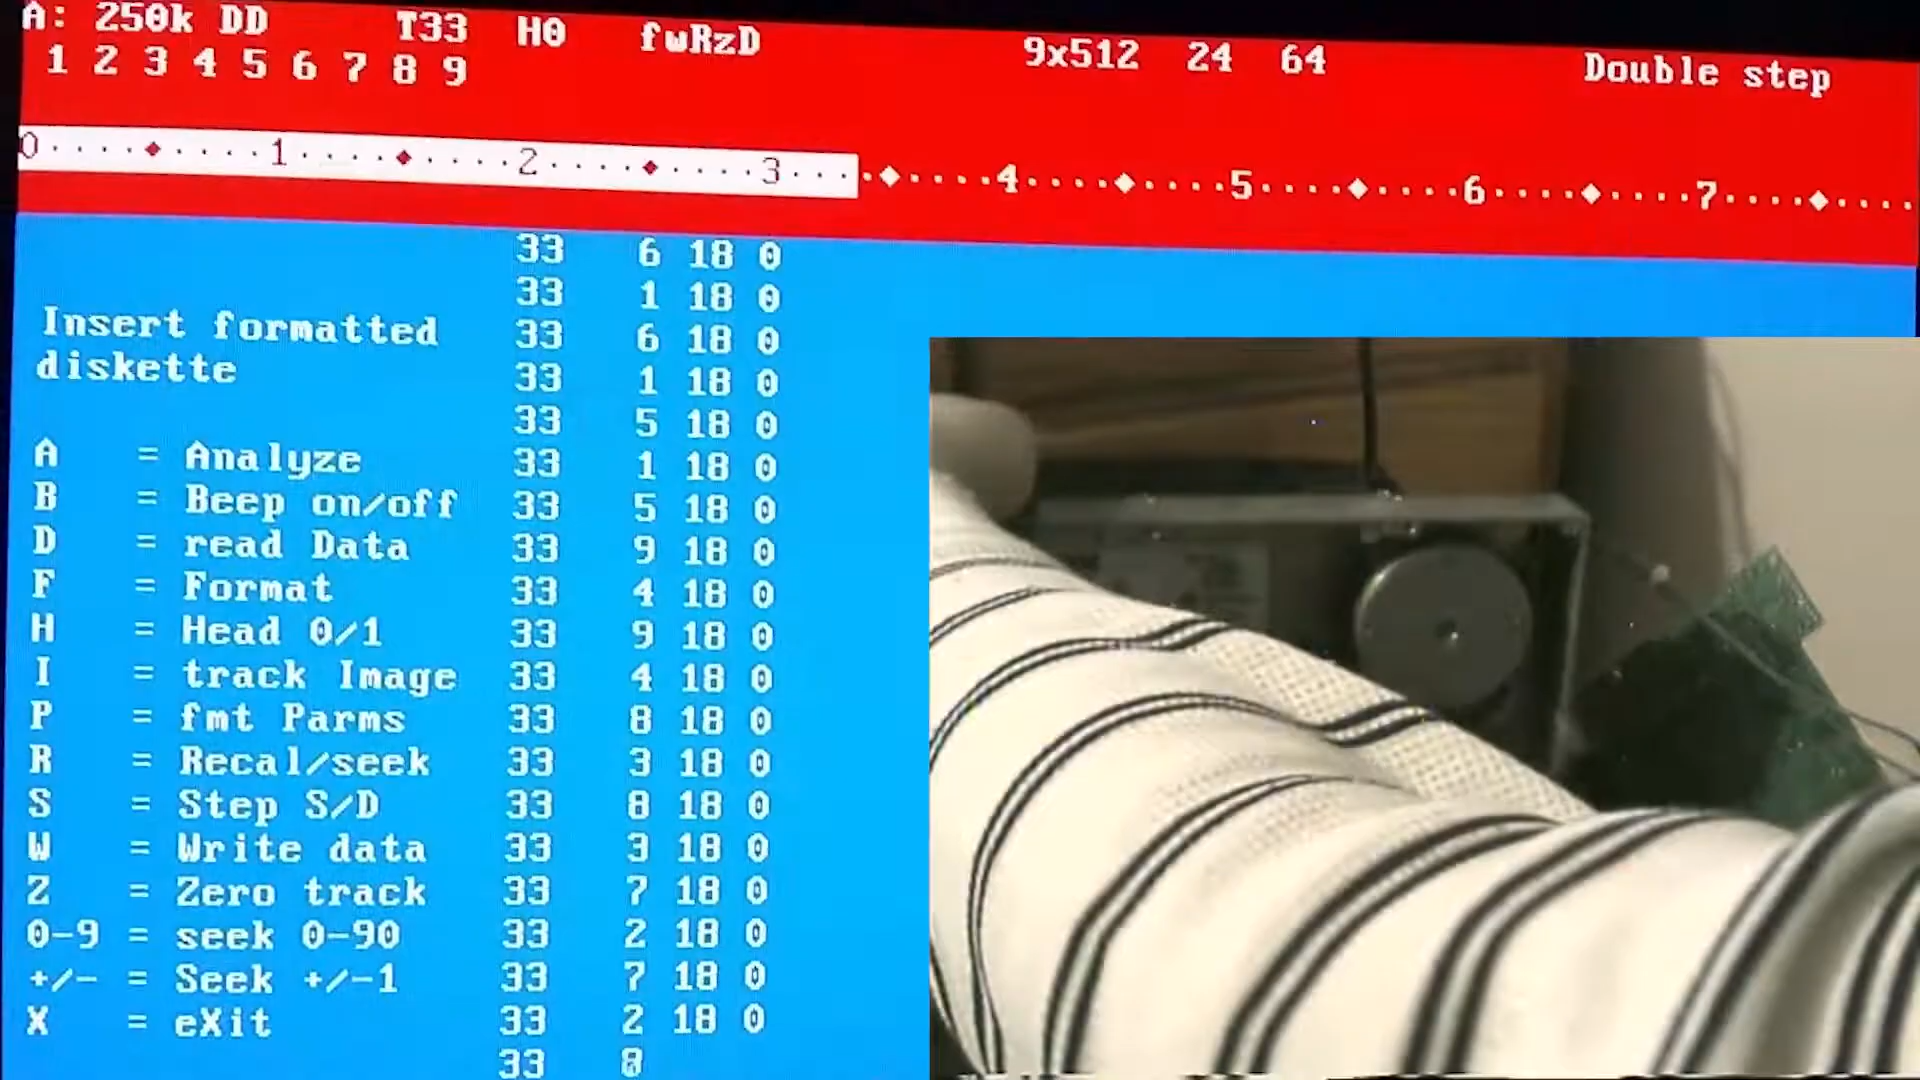 A: 250k DD T33 H0 fwRzD 9x512 24 64 Double step
1 2 3 4 5 6 7 8 9
0....♦....1....♦....2....♦....3....♦....4....♦....5....♦....6....♦....7....♦....
33 6 18 0
33 1 18 0
Insert formatted 33 6 18 0
diskette 33 1 18 0
33 5 18 0
A = Analyze 33 1 18 0
B = Beep on/off 33 5 18 0
D = read Data 33 9 18 0
F = Format 33 4 18 0
H = Head 0/1 33 9 18 0
I = track Image 33 4 18 0
P = fmt Parms 33 8 18 0
R = Recal/seek 33 3 18 0
S = Step S/D 33 8 18 0
W = Write data 33 3 18 0
Z = Zero track 33 7 18 0
0-9 = seek 0-90 33 2 18 0
+/- = Seek +/-1 33 7 18 0
X = eXit 33 2 18 0
33